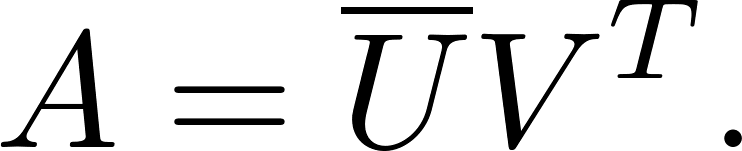 $A = \overline{U}V^T.$